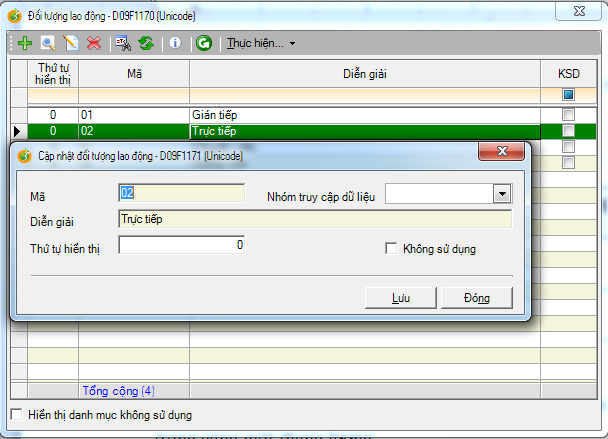 Đối tượng lao động - D09F1170 (Unicode)
Thực hiện...
Thứ tự hiển thị Mã Diễn giải KSD
0 01 Gián tiếp
0 02 Trực tiếp
Cập nhật đối tượng lao động - D09F1171 (Unicode)
Mã 02 Nhóm truy cập dữ liệu
Diễn giải Trực tiếp
Thứ tự hiển thị 0 Không sử dụng
Lưu Đóng
Tổng cộng (4)
Hiển thị danh mục không sử dụng